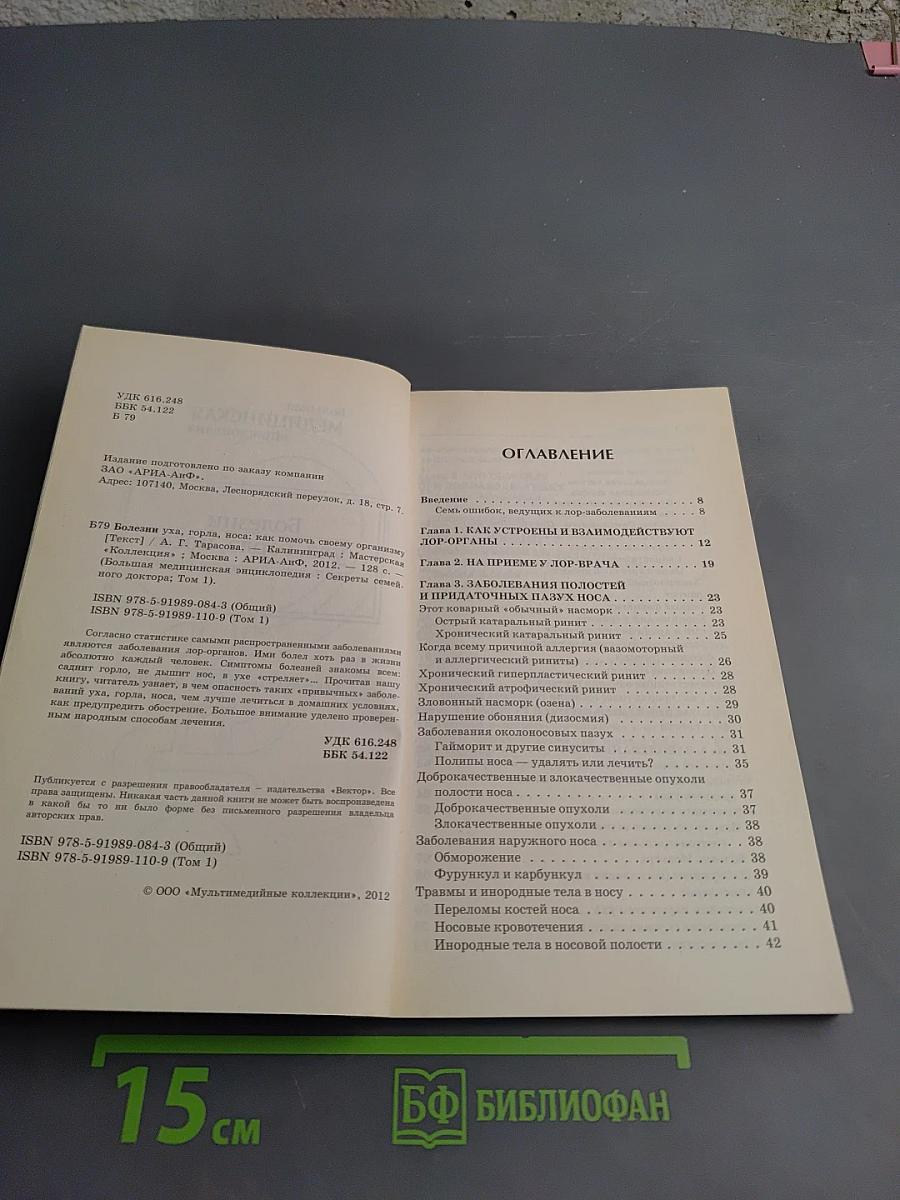 УДК 616.248
ББК 54.122
Б 79
Издание подготовлено по заказу компании
ЗАО «АРИА-АиФ».
Адрес: 107140, Москва, Леснорядский переулок, д. 18, стр. 7.
Б79 Болезни уха, горла, носа: как помочь своему организму
[Текст] / А. Г. Тарасова. — Калининград : Мастерская
«Коллекция» ; Москва : АРИА-АиФ, 2012. — 128 с. —
(Большая медицинская энциклопедия : Секреты семей-
ного доктора; Том 1).
ISBN 978-5-91989-084-3 (Общий)
ISBN 978-5-91989-110-9 (Том 1)
Согласно статистике самыми распространенными заболеваниями
являются заболевания лор-органов. Ими болел хоть раз в жизни
абсолютно каждый человек. Симптомы болезней знакомы всем:
саднит горло, не дышит нос, в ухе «стреляет»... Прочитав нашу
книгу, читатель узнает, в чем опасность таких «привычных» заболе-
ваний уха, горла, носа, чем лучше лечиться в домашних условиях,
как предупредить обострение. Большое внимание уделено проверен-
ным народным способам лечения.
УДК 616.248
ББК 54.122
Публикуется с разрешения правообладателя — издательства «Вектор». Все
права защищены. Никакая часть данной книги не может быть воспроизведена
в какой бы то ни было форме без письменного разрешения владельца
авторских прав.
ISBN 978-5-91989-084-3 (Общий)
ISBN 978-5-91989-110-9 (Том 1)
© ООО «Мультимедийные коллекции», 2012
ОГЛАВЛЕНИЕ
Введение . . . . . . . . . . . . . . . . . . . . . . . . . . . . 8
Семь ошибок, ведущих к лор-заболеваниям . . . . 8
Глава 1. КАК УСТРОЕНЫ И ВЗАИМОДЕЙСТВУЮТ
ЛОР-ОРГАНЫ . . . . . . . . . . . . . . . . . . . . . . . 12
Глава 2. НА ПРИЕМЕ У ЛОР-ВРАЧА . . . . . . . . . 19
Глава 3. ЗАБОЛЕВАНИЯ ПОЛОСТЕЙ
И ПРИДАТОЧНЫХ ПАЗУХ НОСА . . . . . . . . . . . 23
Этот коварный «обычный» насморк . . . . . . . . . . 23
Острый катаральный ринит . . . . . . . . . . . . . . 23
Хронический катаральный ринит . . . . . . . . . 25
Когда всему причиной аллергия (вазомоторный
и аллергический риниты) . . . . . . . . . . . . . . . 26
Хронический гиперпластический ринит . . . . . . . 28
Хронический атрофический ринит . . . . . . . . . . 28
Зловонный насморк (озена) . . . . . . . . . . . . . . . . 29
Нарушение обоняния (дизосмия) . . . . . . . . . . . . 30
Заболевания околоносовых пазух . . . . . . . . . . . . 31
Гайморит и другие синуситы . . . . . . . . . . . . . 31
Полипы носа — удалять или лечить? . . . . . . . 35
Доброкачественные и злокачественные опухоли
полости носа . . . . . . . . . . . . . . . . . . . . . . . 37
Доброкачественные опухоли . . . . . . . . . . . . 37
Злокачественные опухоли . . . . . . . . . . . . . . 38
Заболевания наружного носа . . . . . . . . . . . . . . . 38
Обморожение . . . . . . . . . . . . . . . . . . . . . . 38
Фурункул и карбункул . . . . . . . . . . . . . . . . 39
Травмы и инородные тела в носу . . . . . . . . . . . . 40
Переломы костей носа . . . . . . . . . . . . . . . . 40
Носовые кровотечения . . . . . . . . . . . . . . . . 41
Инородные тела в носовой полости . . . . . . . . . 42
15 см
БФ БИБЛИОФАН